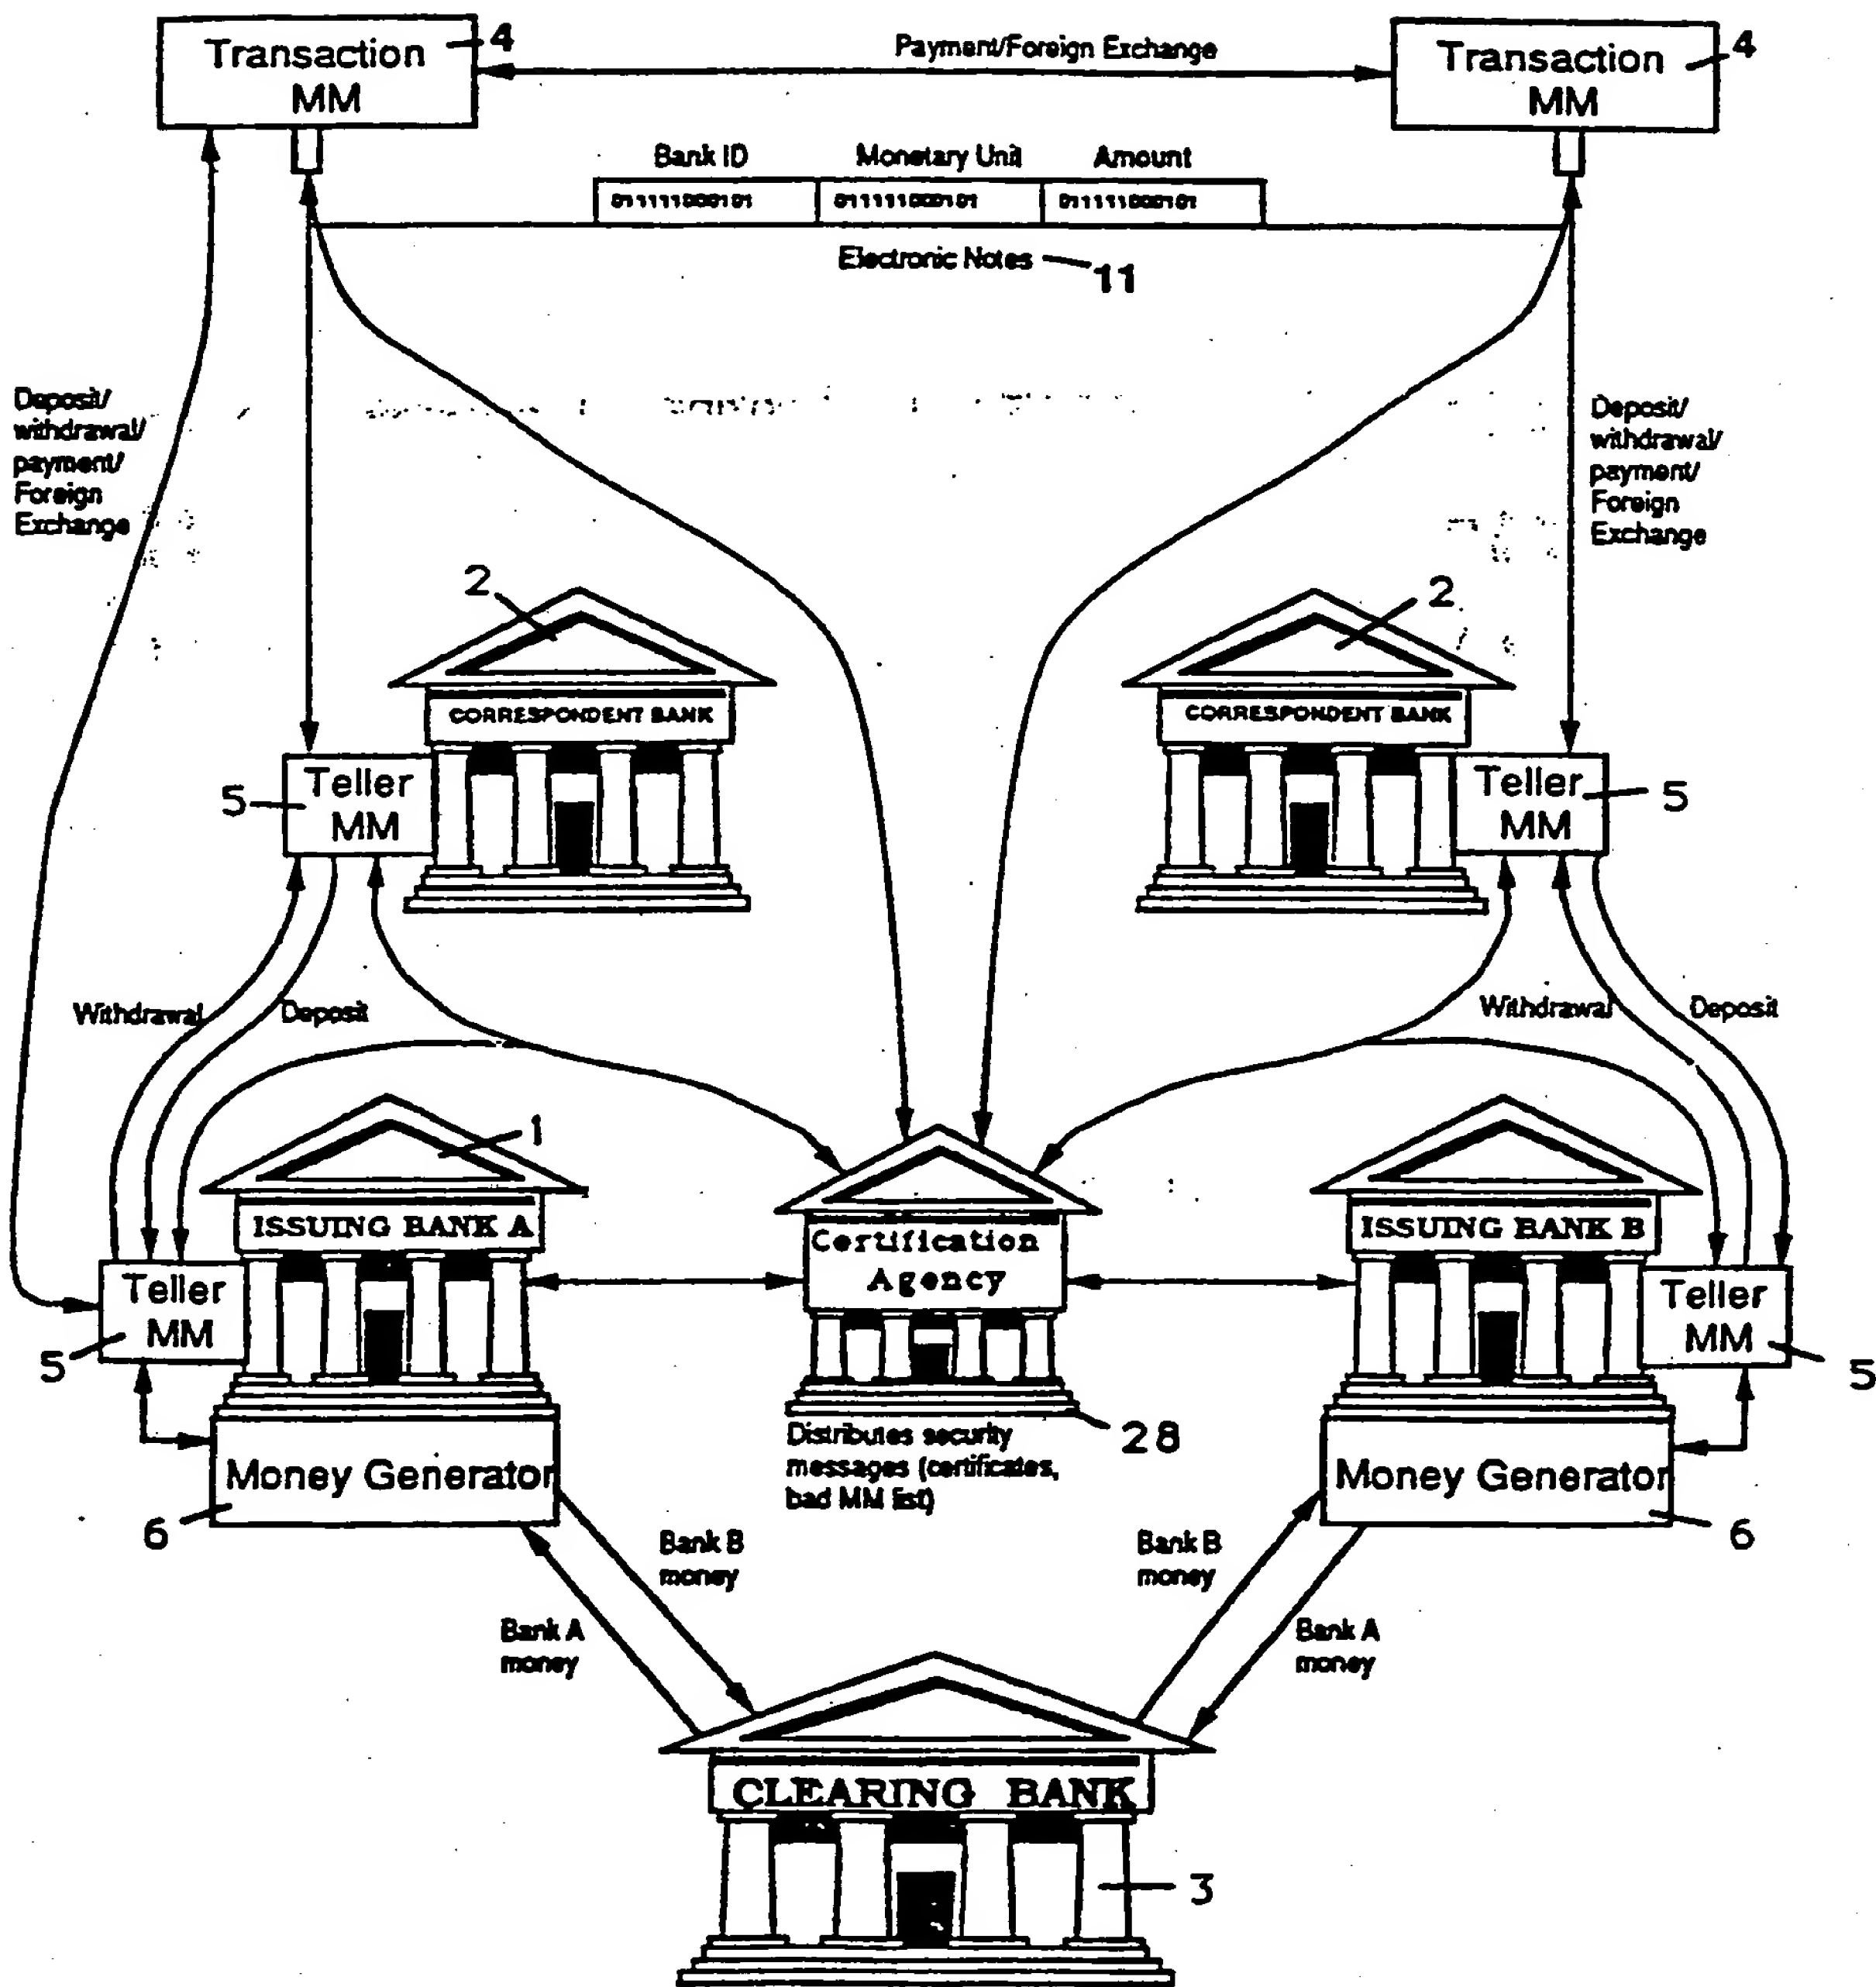 Transaction
MM
4
Payment/Foreign Exchange
Transaction
MM
4
Bank ID
Monetary Unit
Amount
011111000101
011111000101
011111000101
Electronic Notes
11
Deposit/
withdrawal/
payment/
Foreign
Exchange
Deposit/
withdrawal/
payment/
Foreign
Exchange
2
2
CORRESPONDENT BANK
CORRESPONDENT BANK
Teller
MM
5
Teller
MM
5
Withdrawal
Deposit
Withdrawal
Deposit
1
ISSUING BANK A
Certification
Agency
ISSUING BANK B
Teller
MM
5
Teller
MM
5
28
Distributes security
messages (certificates,
bad MM list)
Money Generator
6
Money Generator
6
Bank B
money
Bank B
money
Bank A
money
Bank A
money
CLEARING BANK
3